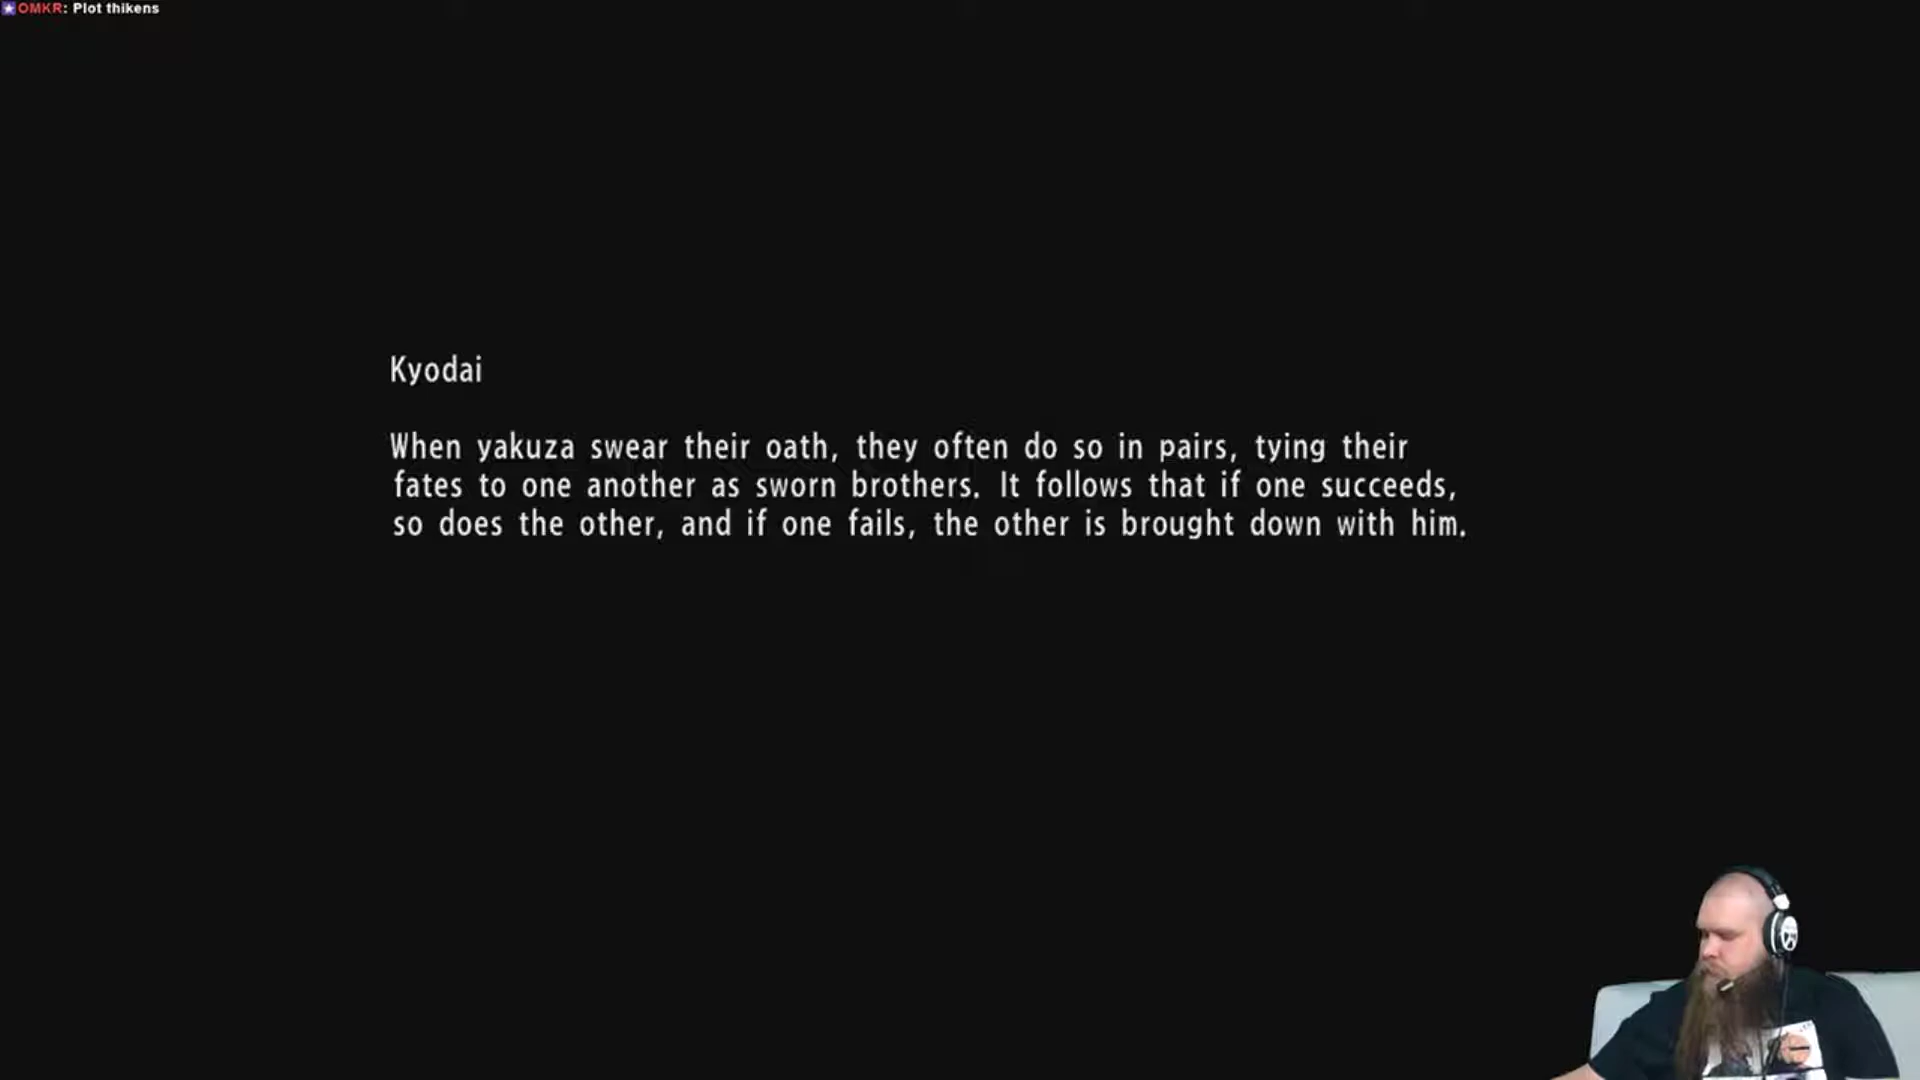 OMKR: Plot thikens
Kyodai
When yakuza swear their oath, they often do so in pairs, tying their
fates to one another as sworn brothers. It follows that if one succeeds,
so does the other, and if one fails, the other is brought down with him.